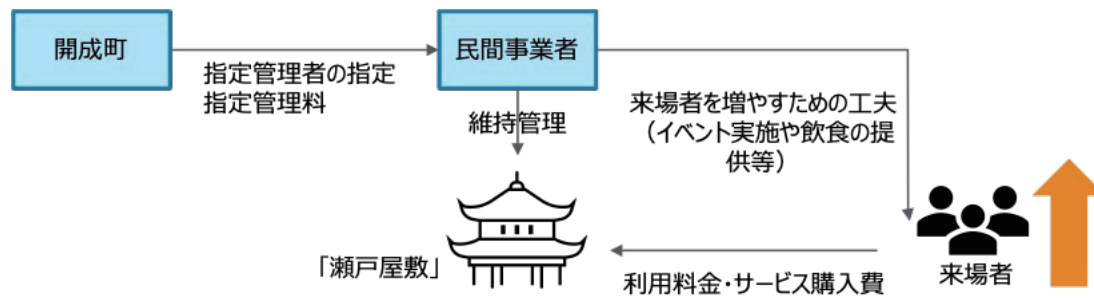 開成町
民間事業者
指定管理者の指定
指定管理料
維持管理
来場者を増やすための工夫
（イベント実施や飲食の提
供等）
「瀬戸屋敷」
来場者
利用料金・サービス購入費